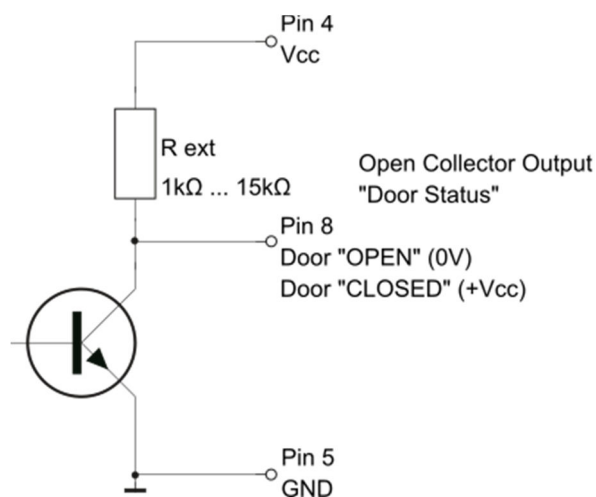 Pin 4
Vcc
R ext
1kΩ ... 15kΩ
Open Collector Output
"Door Status"
Pin 8
Door "OPEN" (0V)
Door "CLOSED" (+Vcc)
Pin 5
GND